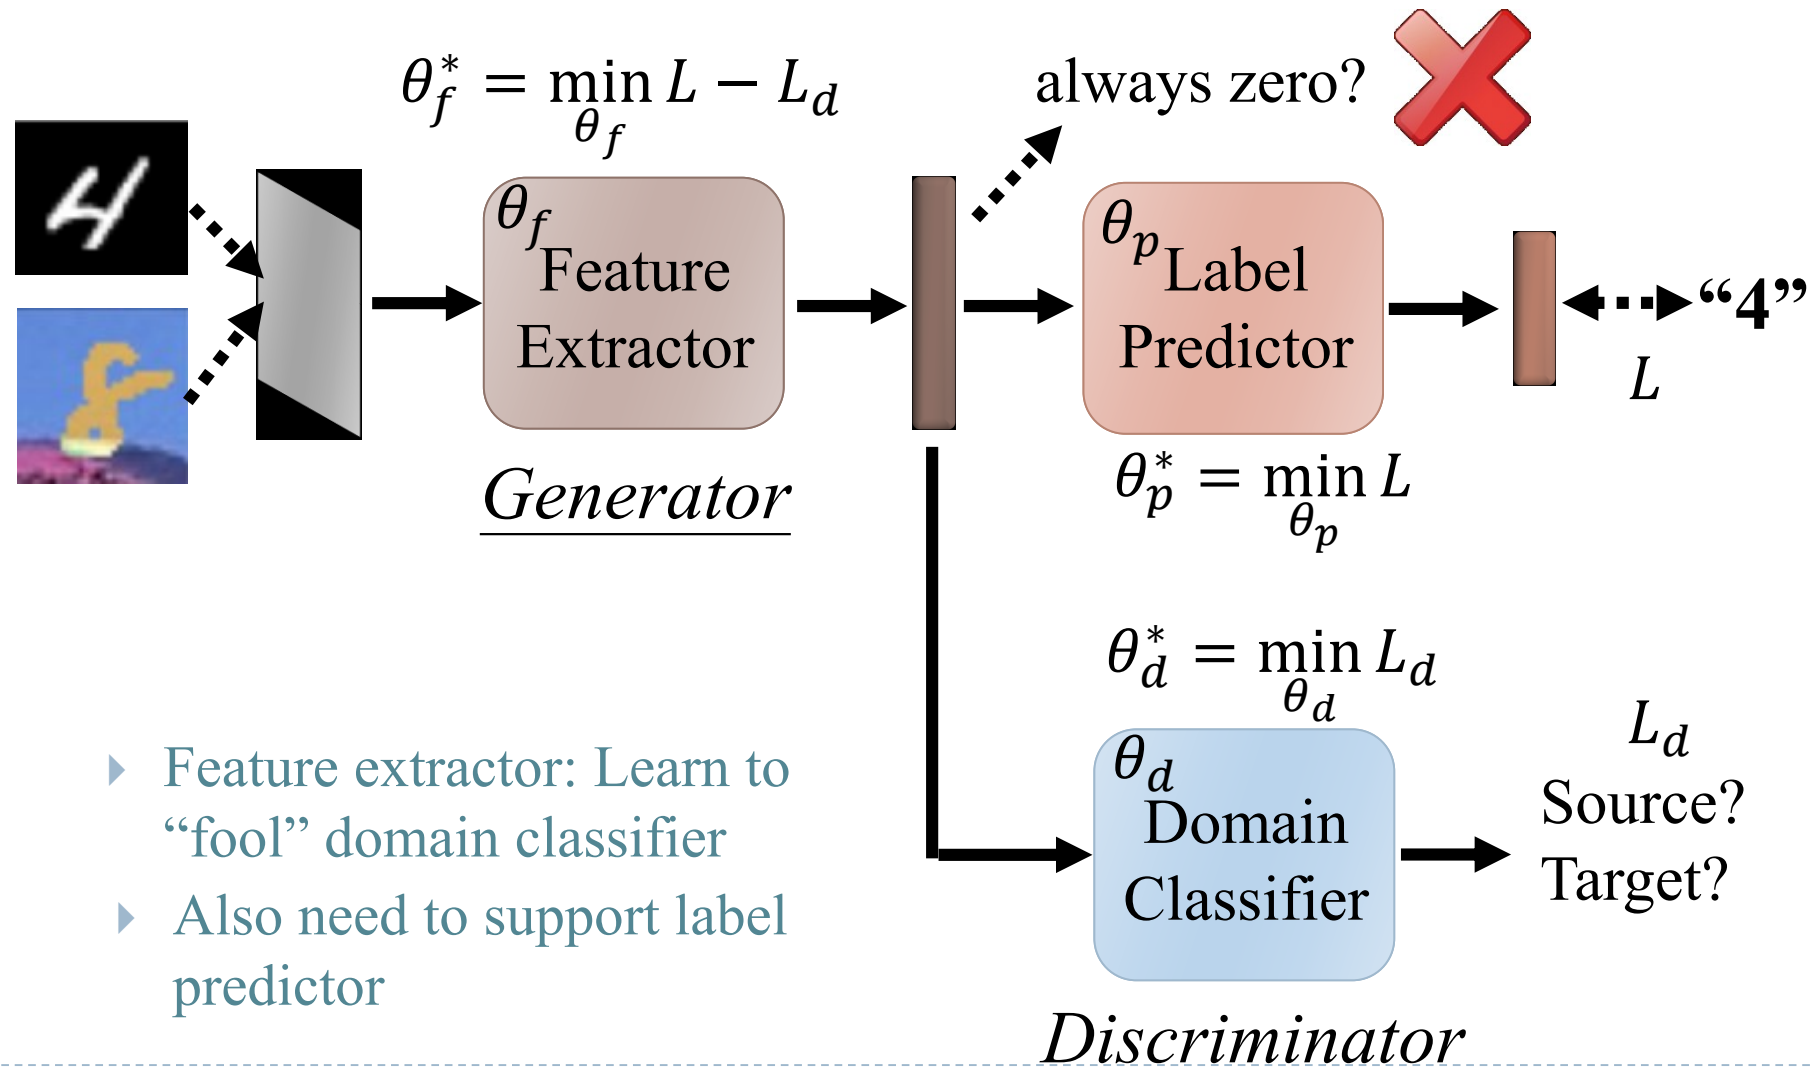 θ*f = min L − Ld
θf
always zero?
θf
Feature
Extractor
θp
Label
Predictor
“4”
L
Generator
θ*p = min L
θp
θ*d = min Ld
θd
θd
Domain
Classifier
Ld
Source?
Target?
Feature extractor: Learn to
“fool” domain classifier
Also need to support label
predictor
Discriminator